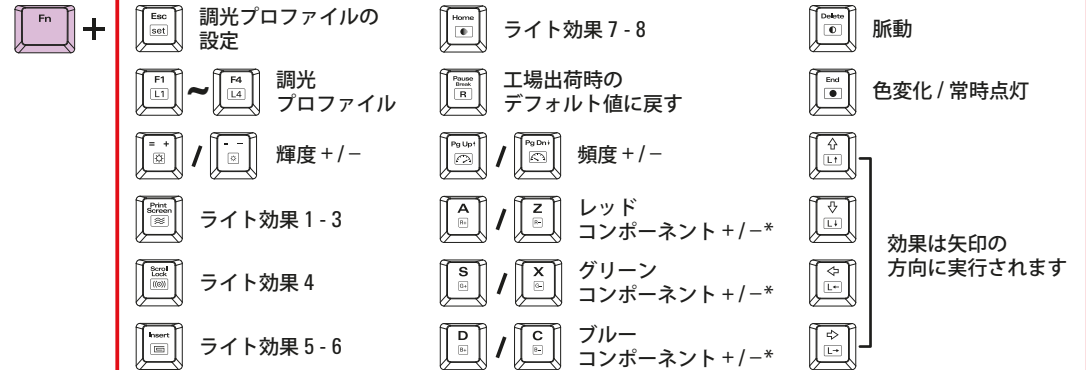 Fn
+
Esc
set
調光プロファイルの
設定
F1
L1
~
F4
L4
調光
プロファイル
= +
/
- -
輝度 + / −
Print
Screen
ライト効果 1 - 3
Scroll
Lock
ライト効果 4
Insert
ライト効果 5 - 6
Home
ライト効果 7 - 8
Pause
Break
R
工場出荷時の
デフォルト値に戻す
Pg Up↑
/
Pg Dn↓
頻度 + / −
A
R+
/
Z
R-
レッド
コンポーネント + / −*
S
G+
/
X
G-
グリーン
コンポーネント + / −*
D
B+
/
C
B-
ブルー
コンポーネント + / −*
Delete
脈動
End
色変化 / 常時点灯
L↑
L↓
L←
L→
効果は矢印の
方向に実行されます